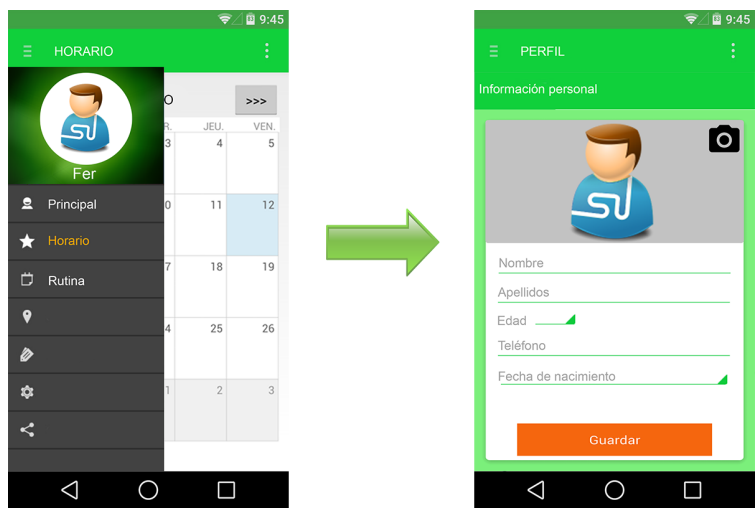 9:45
HORARIO
O
>>>
R. JEU. VEN.
3 4 5
Fer
Principal
0 11 12
Horario
7 18 19
Rutina
4 25 26
1 2 3
9:45
PERFIL
Información personal
Nombre
Apellidos
Edad
Teléfono
Fecha de nacimiento
Guardar